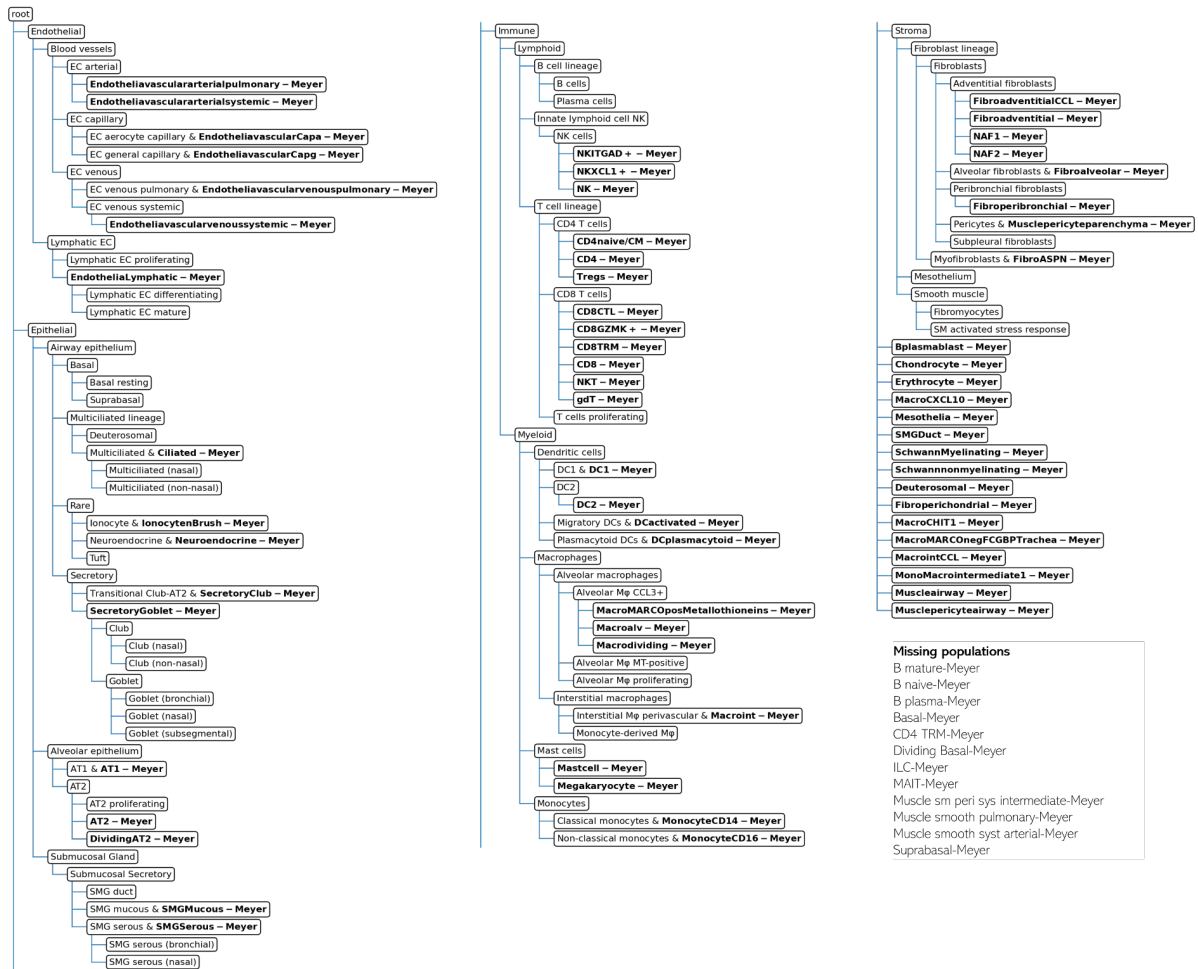 root
Endothelial
Blood vessels
EC arterial
Endotheliavasculararterialpulmonary – Meyer
Endotheliavasculararterialsystemic – Meyer
EC capillary
EC aerocyte capillary & EndotheliavascularCapa – Meyer
EC general capillary & EndotheliavascularCapg – Meyer
EC venous
EC venous pulmonary & Endotheliavascularvenouspulmonary – Meyer
EC venous systemic
Endotheliavascularvenoussystemic – Meyer
Lymphatic EC
Lymphatic EC proliferating
EndotheliaLymphatic – Meyer
Lymphatic EC differentiating
Lymphatic EC mature
Epithelial
Airway epithelium
Basal
Basal resting
Suprabasal
Multiciliated lineage
Deuterosomal
Multiciliated & Ciliated – Meyer
Multiciliated (nasal)
Multiciliated (non-nasal)
Rare
Ionocyte & IonocytenBrush – Meyer
Neuroendocrine & Neuroendocrine – Meyer
Tuft
Secretory
Transitional Club-AT2 & SecretoryClub – Meyer
SecretoryGoblet – Meyer
Club
Club (nasal)
Club (non-nasal)
Goblet
Goblet (bronchial)
Goblet (nasal)
Goblet (subsegmental)
Alveolar epithelium
AT1 & AT1 – Meyer
AT2
AT2 proliferating
AT2 – Meyer
DividingAT2 – Meyer
Submucosal Gland
Submucosal Secretory
SMG duct
SMG mucous & SMGMucous – Meyer
SMG serous & SMGSerous – Meyer
SMG serous (bronchial)
SMG serous (nasal)
Immune
Lymphoid
B cell lineage
B cells
Plasma cells
Innate lymphoid cell NK
NK cells
NKITGAD + – Meyer
NKXCL1 + – Meyer
NK – Meyer
T cell lineage
CD4 T cells
CD4naive/CM – Meyer
CD4 – Meyer
Tregs – Meyer
CD8 T cells
CD8CTL – Meyer
CD8GZMK + – Meyer
CD8TRM – Meyer
CD8 – Meyer
NKT – Meyer
gdT – Meyer
T cells proliferating
Myeloid
Dendritic cells
DC1 & DC1 – Meyer
DC2
DC2 – Meyer
Migratory DCs & DCactivated – Meyer
Plasmacytoid DCs & DCplasmacytoid – Meyer
Macrophages
Alveolar macrophages
Alveolar Mφ CCL3+
MacroMARCOposMetallothioneins – Meyer
Macroalv – Meyer
Macrodividing – Meyer
Alveolar Mφ MT-positive
Alveolar Mφ proliferating
Interstitial macrophages
Interstitial Mφ perivascular & Macroint – Meyer
Monocyte-derived Mφ
Mast cells
Mastcell – Meyer
Megakaryocyte – Meyer
Monocytes
Classical monocytes & MonocyteCD14 – Meyer
Non-classical monocytes & MonocyteCD16 – Meyer
Stroma
Fibroblast lineage
Fibroblasts
Adventitial fibroblasts
FibroadventitialCCL – Meyer
Fibroadventitial – Meyer
NAF1 – Meyer
NAF2 – Meyer
Alveolar fibroblasts & Fibroalveolar – Meyer
Peribronchial fibroblasts
Fibroperibronchial – Meyer
Pericytes & Musclepericyteparenchyma – Meyer
Subpleural fibroblasts
Myofibroblasts & FibroASPN – Meyer
Mesothelium
Smooth muscle
Fibromyocytes
SM activated stress response
Bplasmablast – Meyer
Chondrocyte – Meyer
Erythrocyte – Meyer
MacroCXCL10 – Meyer
Mesothelia – Meyer
SMGDuct – Meyer
SchwannMyelinating – Meyer
Schwannnonmyelinating – Meyer
Deuterosomal – Meyer
Fibroperichondrial – Meyer
MacroCHIT1 – Meyer
MacroMARCOnegFCGBPTrachea – Meyer
MacrointCCL – Meyer
MonoMacrointermediate1 – Meyer
Muscleairway – Meyer
Musclepericyteairway – Meyer
Missing populations
B mature-Meyer
B naive-Meyer
B plasma-Meyer
Basal-Meyer
CD4 TRM-Meyer
Dividing Basal-Meyer
ILC-Meyer
MAIT-Meyer
Muscle sm peri sys intermediate-Meyer
Muscle smooth pulmonary-Meyer
Muscle smooth syst arterial-Meyer
Suprabasal-Meyer